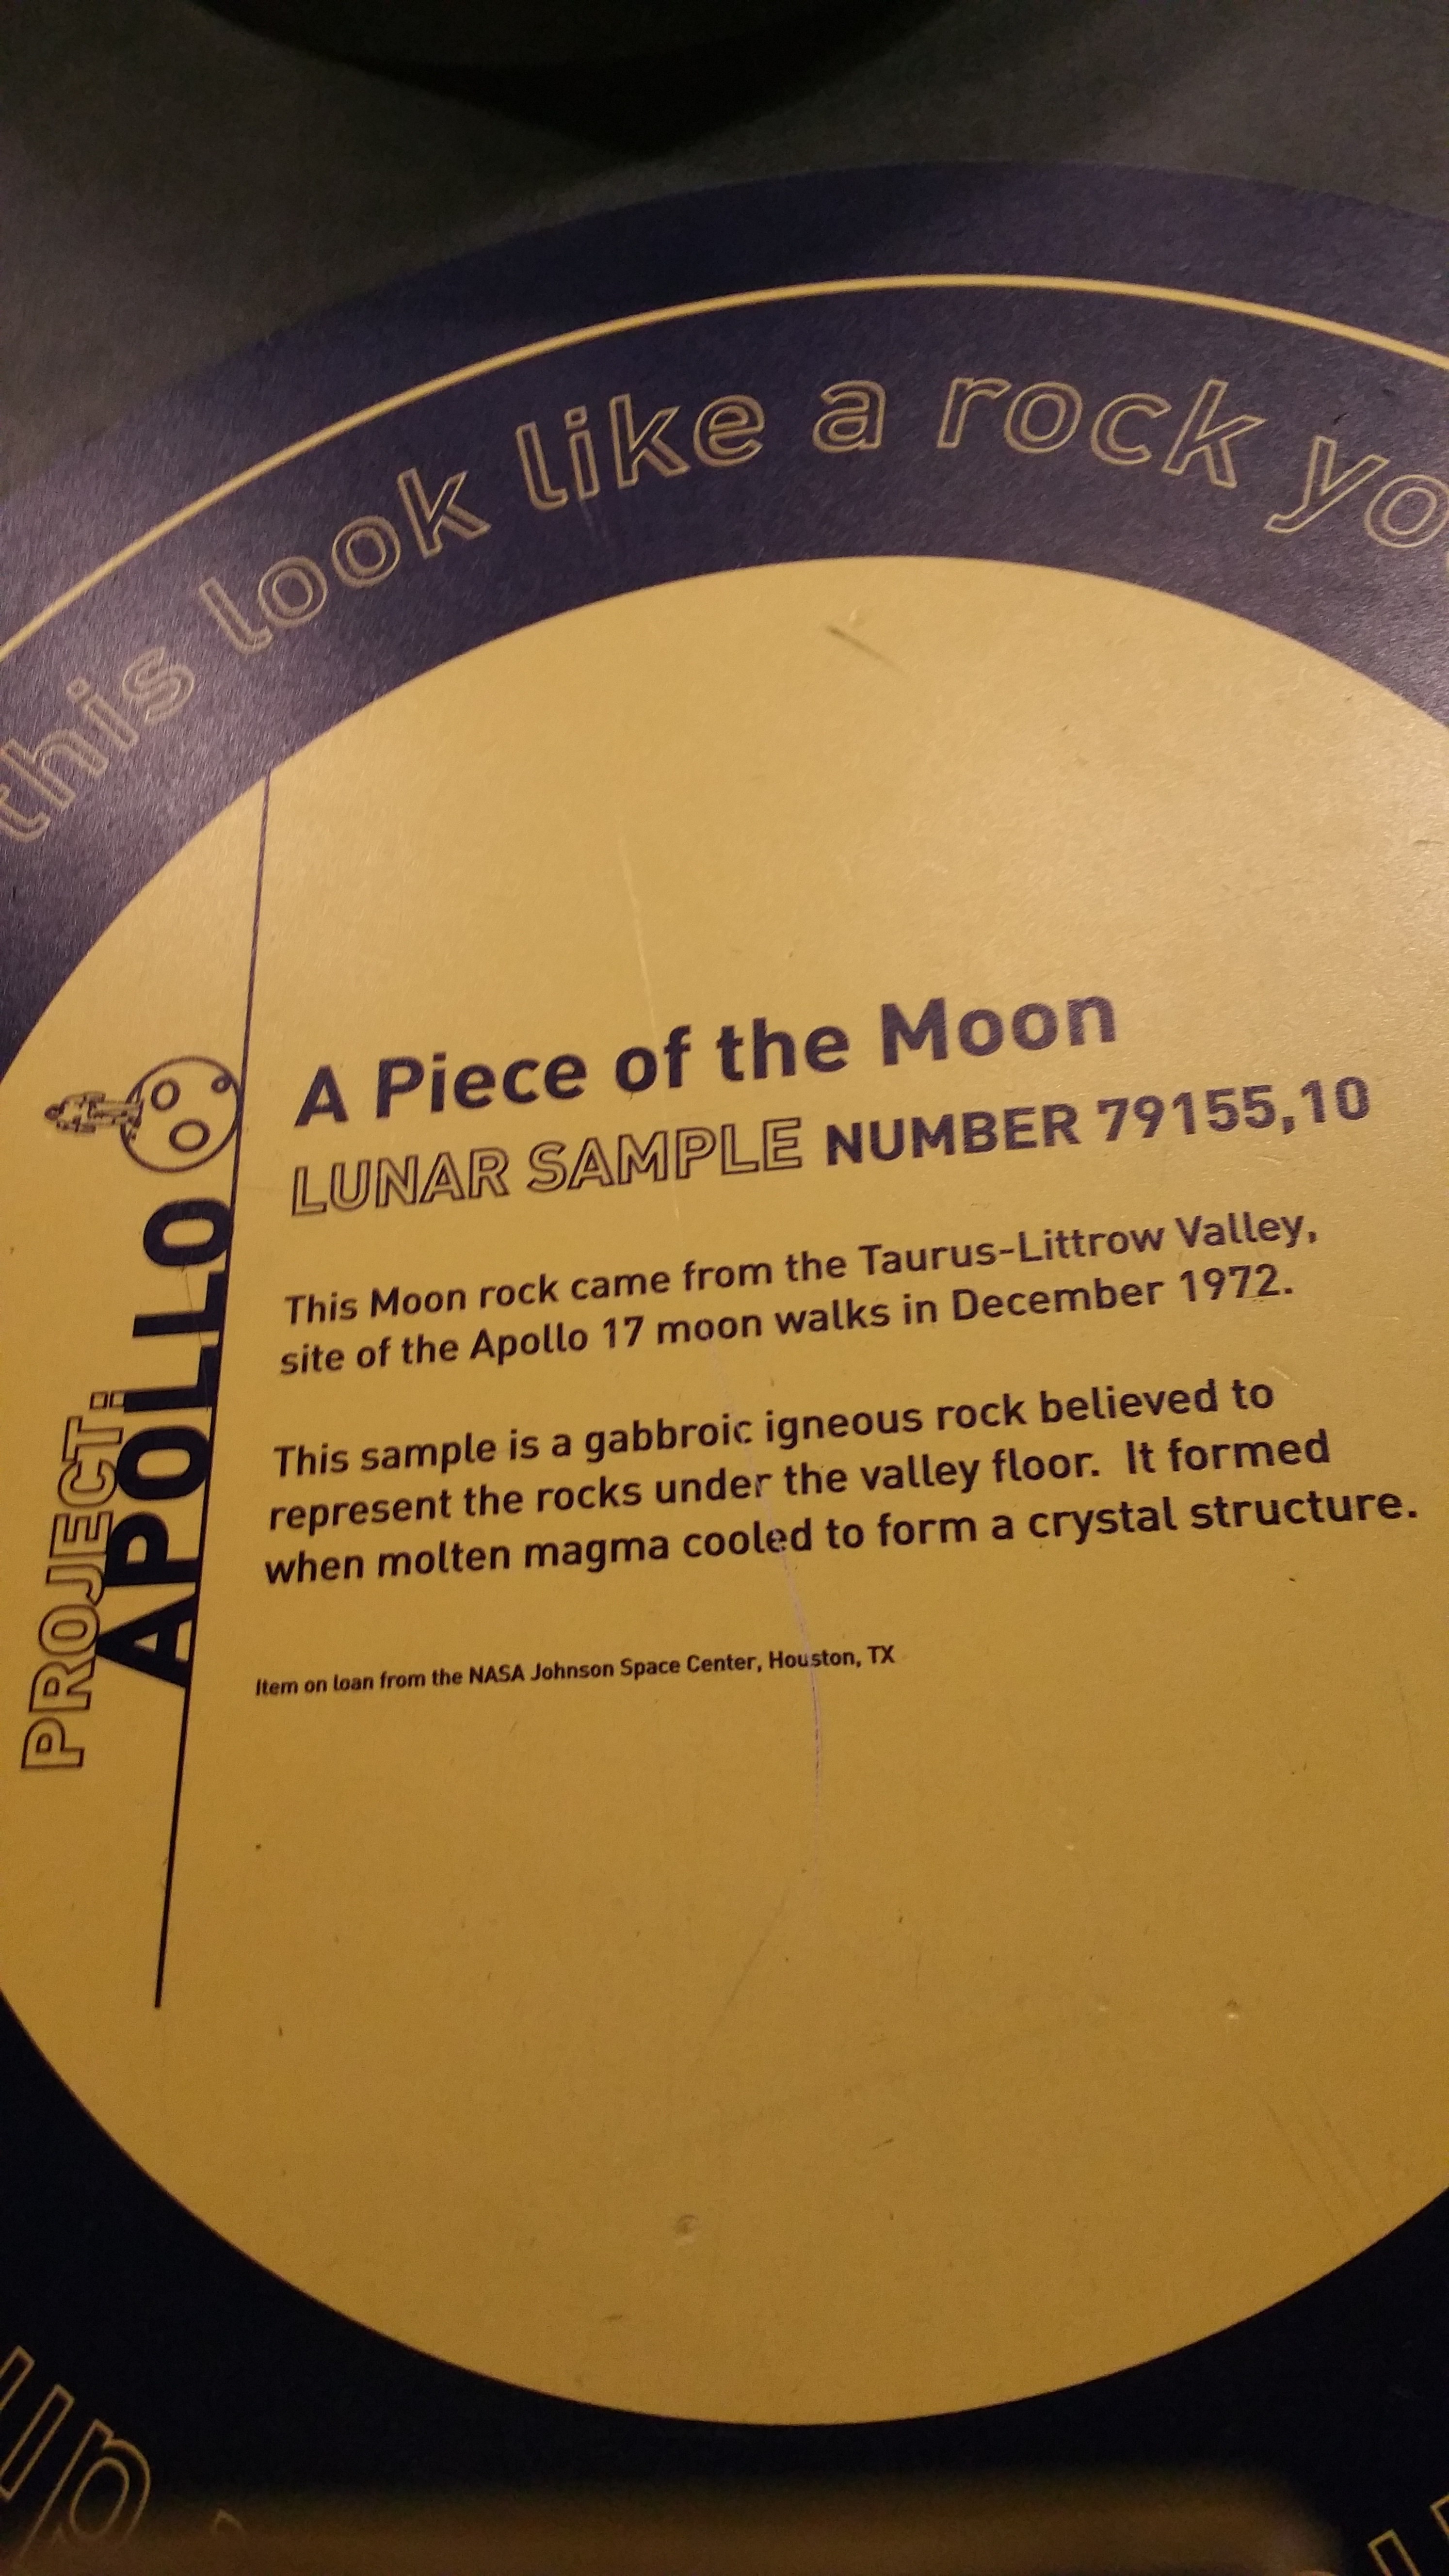 this look like a rock
A Piece of the Moon
LUNAR SAMPLE NUMBER 79155,10
This Moon rock came from the Taurus-Littrow Valley,
site of the Apollo 17 moon walks in December 1972.
This sample is a gabbroic igneous rock believed to
represent the rocks under the valley floor. It formed
when molten magma cooled to form a crystal structure.
Item on loan from the NASA Johnson Space Center, Houston, TX
PROJECT:
APOLLO